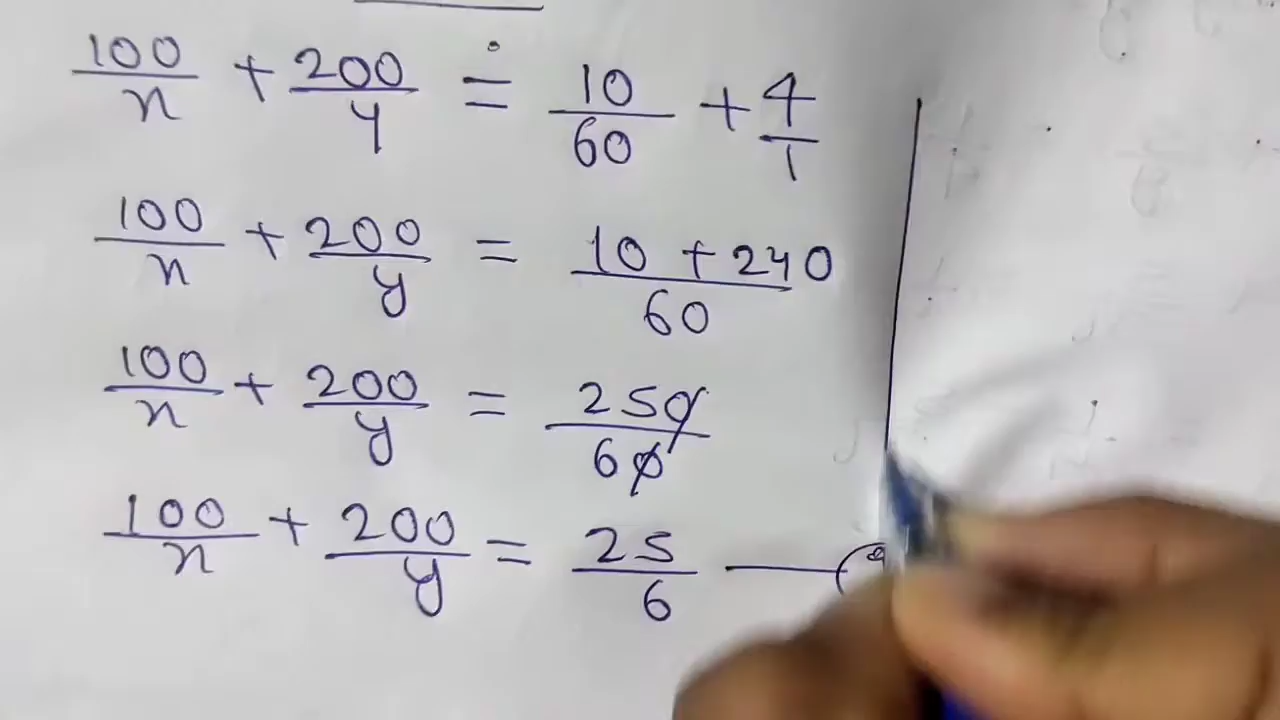 100/x + 200/y = 10/60 + 4/1
100/x + 200/y = 10 + 240/60
100/x + 200/y = 250/60
100/x + 200/y = 25/6